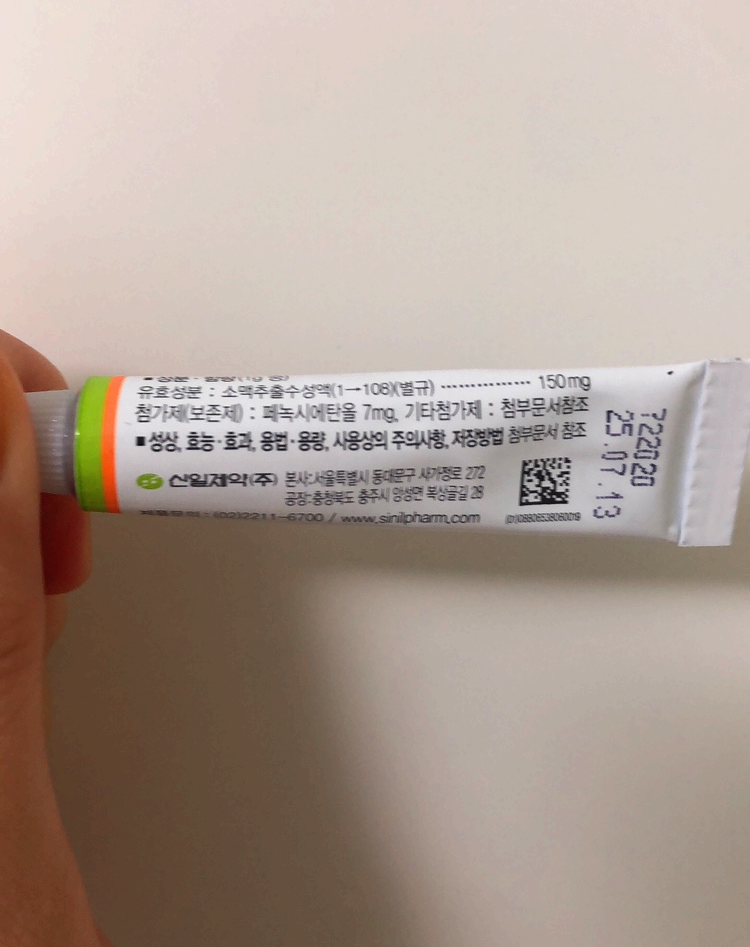 유효성분 : 소맥추출수성액(1→108)(별규) ················ 150mg
첨가제(보존제) : 페녹시에탄올 7mg, 기타첨가제 : 첨부문서참조
■ 성상, 효능·효과, 용법·용량, 사용상의 주의사항, 저장방법 첨부문서 참조
신일제약(주) 본사:서울특별시 동대문구 사가정로 272
공장:충청북도 충주시 앙성면 복상골길 28
(02)2211-6700 / www.sinilpharm.com
722020
25.07.13